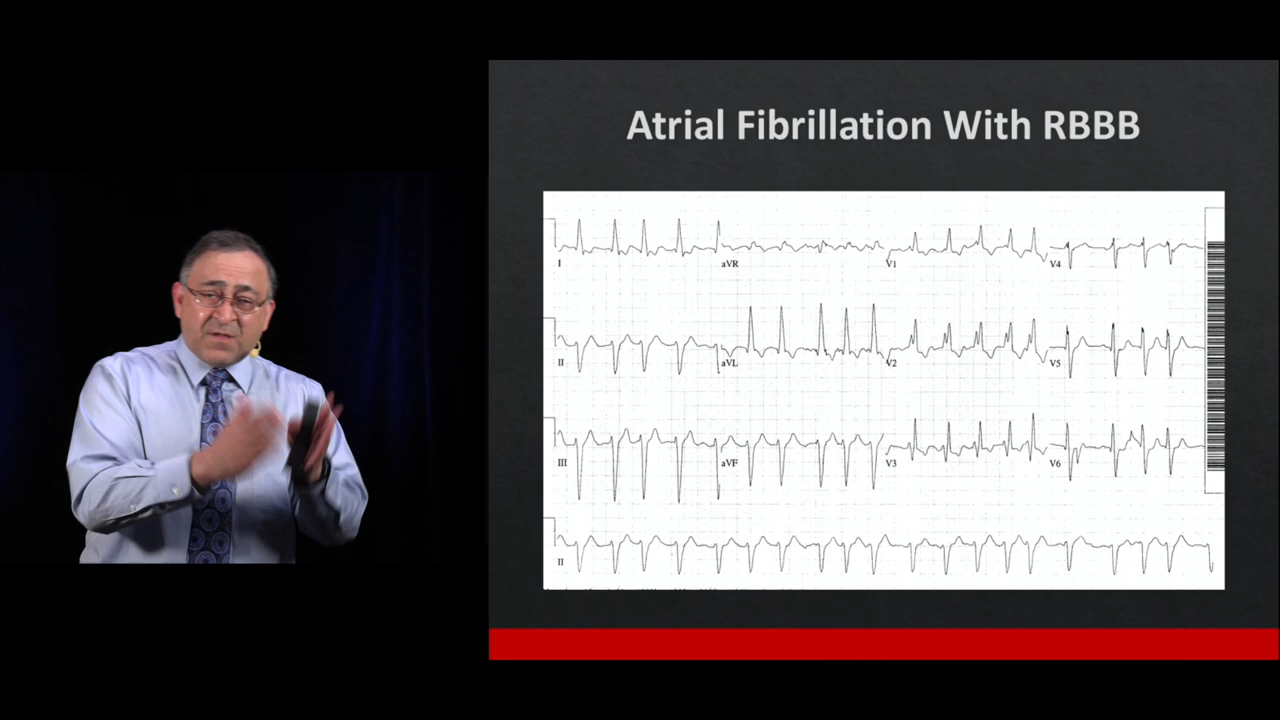 Atrial Fibrillation With RBBB
I aVR V1 V4
II aVL V2 V5
III aVF V3 V6
II